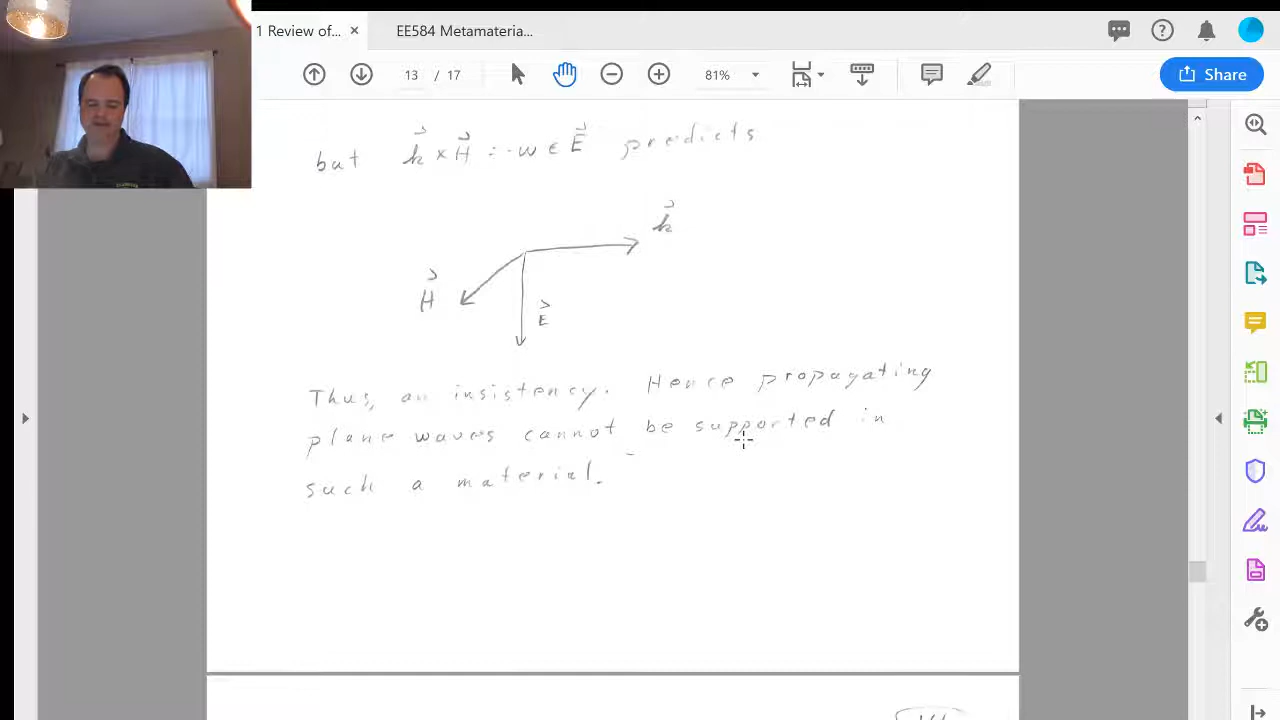 1 Review of...
EE584 Metamateria...
13 / 17
81%
Share
but k⃗ × H⃗ = -ω ε E⃗ predicts
k⃗
H⃗
E⃗
Thus, an insistency. Hence propagating
plane waves cannot be supported in
such a material.